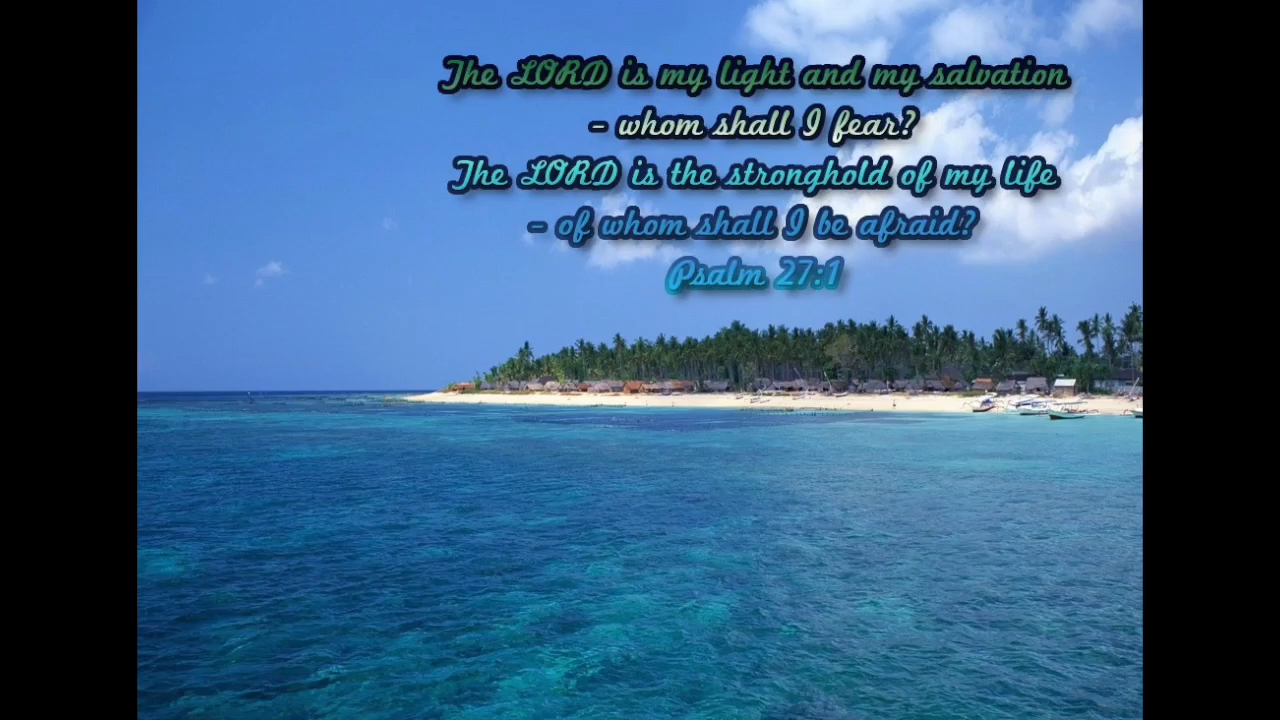 The LORD is my light and my salvation
- whom shall I fear?
The LORD is the stronghold of my life
- of whom shall I be afraid?
Psalm 27:1